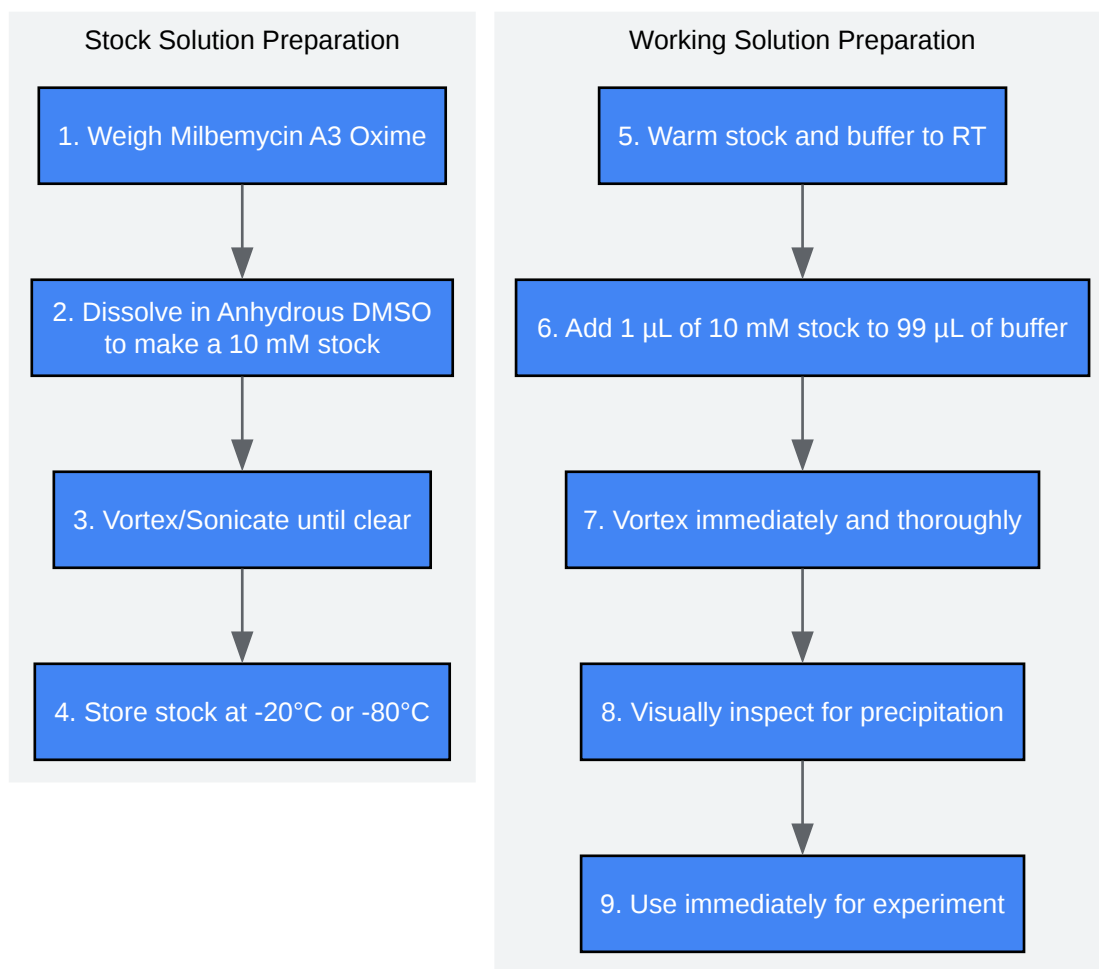 Stock Solution Preparation
1. Weigh Milbemycin A3 Oxime
2. Dissolve in Anhydrous DMSO
to make a 10 mM stock
3. Vortex/Sonicate until clear
4. Store stock at -20°C or -80°C
Working Solution Preparation
5. Warm stock and buffer to RT
6. Add 1 µL of 10 mM stock to 99 µL of buffer
7. Vortex immediately and thoroughly
8. Visually inspect for precipitation
9. Use immediately for experiment